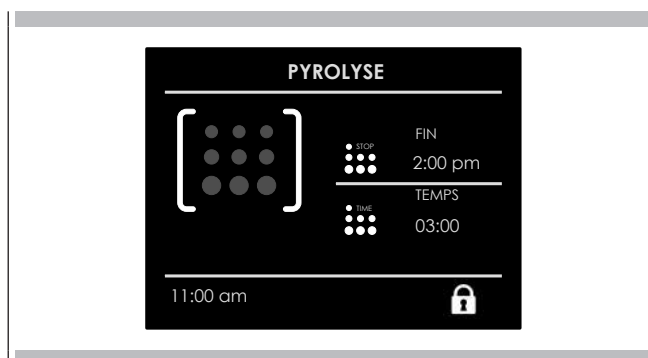 PYROLYSE
FIN
STOP
2:00 pm
TEMPS
TIME
03:00
11:00 am